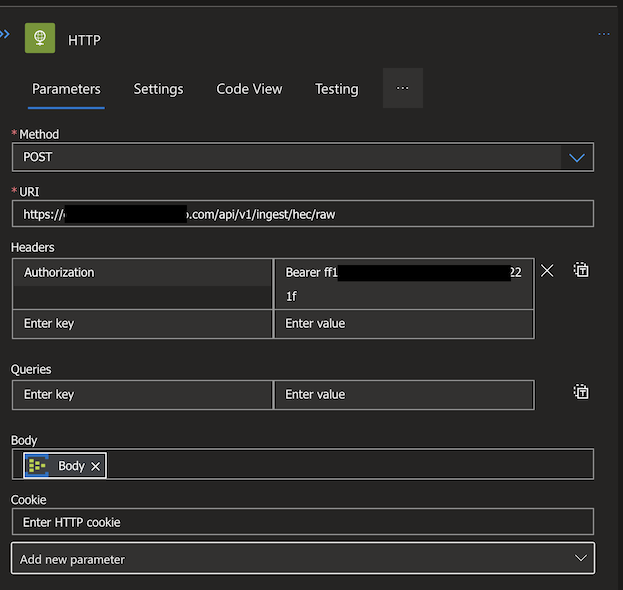 HTTP
...
Parameters Settings Code View Testing ...
* Method
POST
* URI
https:// .com/api/v1/ingest/hec/raw
Headers
Authorization Bearer ff1 22
1f
Enter key Enter value
Queries
Enter key Enter value
Body
Body
Cookie
Enter HTTP cookie
Add new parameter